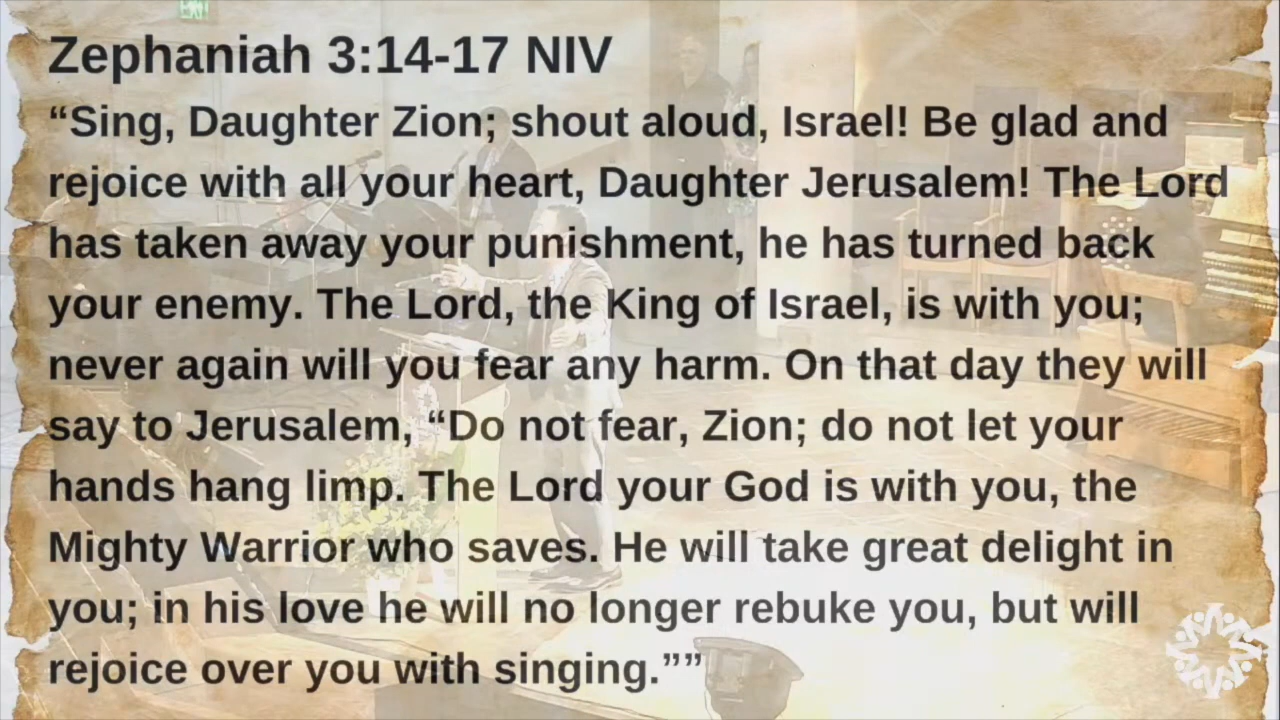 Zephaniah 3:14-17 NIV
“Sing, Daughter Zion; shout aloud, Israel! Be glad and
rejoice with all your heart, Daughter Jerusalem! The Lord
has taken away your punishment, he has turned back
your enemy. The Lord, the King of Israel, is with you;
never again will you fear any harm. On that day they will
say to Jerusalem, “Do not fear, Zion; do not let your
hands hang limp. The Lord your God is with you, the
Mighty Warrior who saves. He will take great delight in
you; in his love he will no longer rebuke you, but will
rejoice over you with singing.””